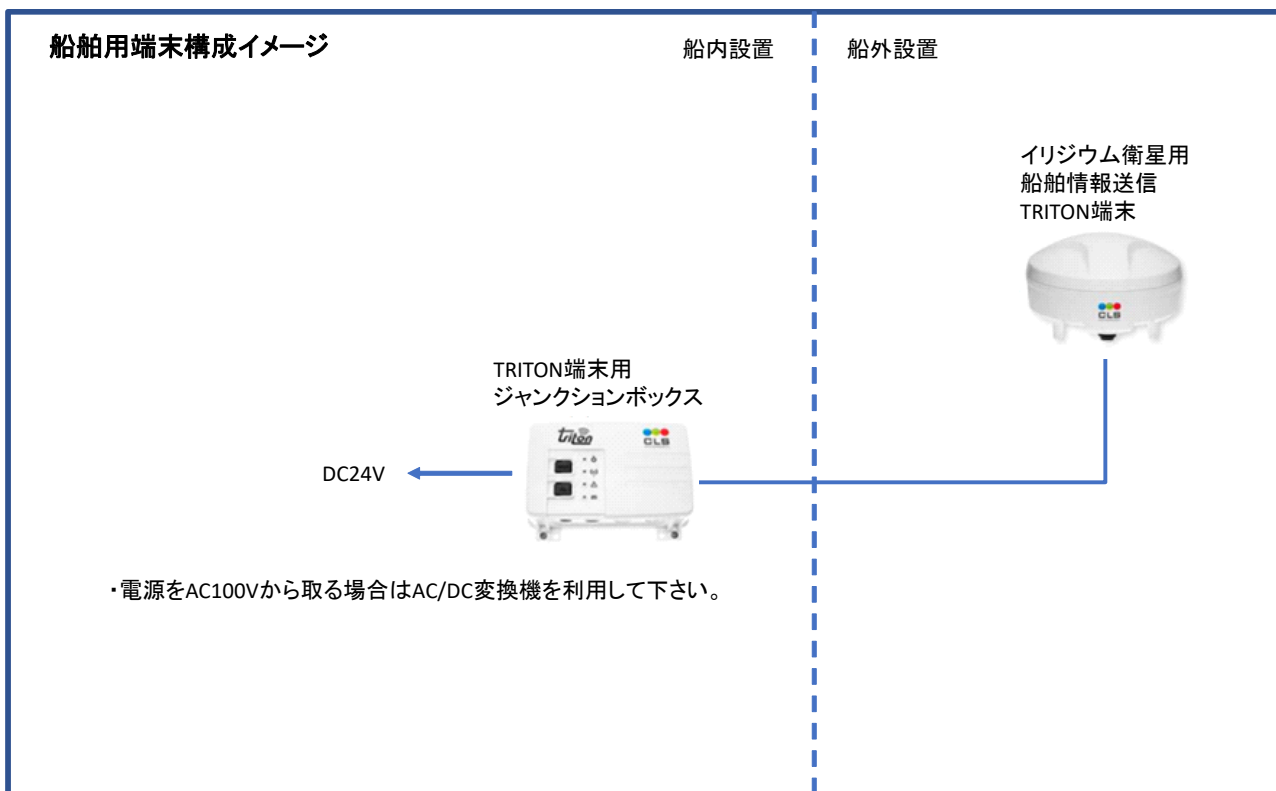 船舶用端末構成イメージ
船内設置
船外設置
イリジウム衛星用
船舶情報送信
TRITON端末
CLS
TRITON端末用
ジャンクションボックス
triton
CLS
DC24V
・電源をAC100Vから取る場合はAC/DC変換機を利用して下さい。